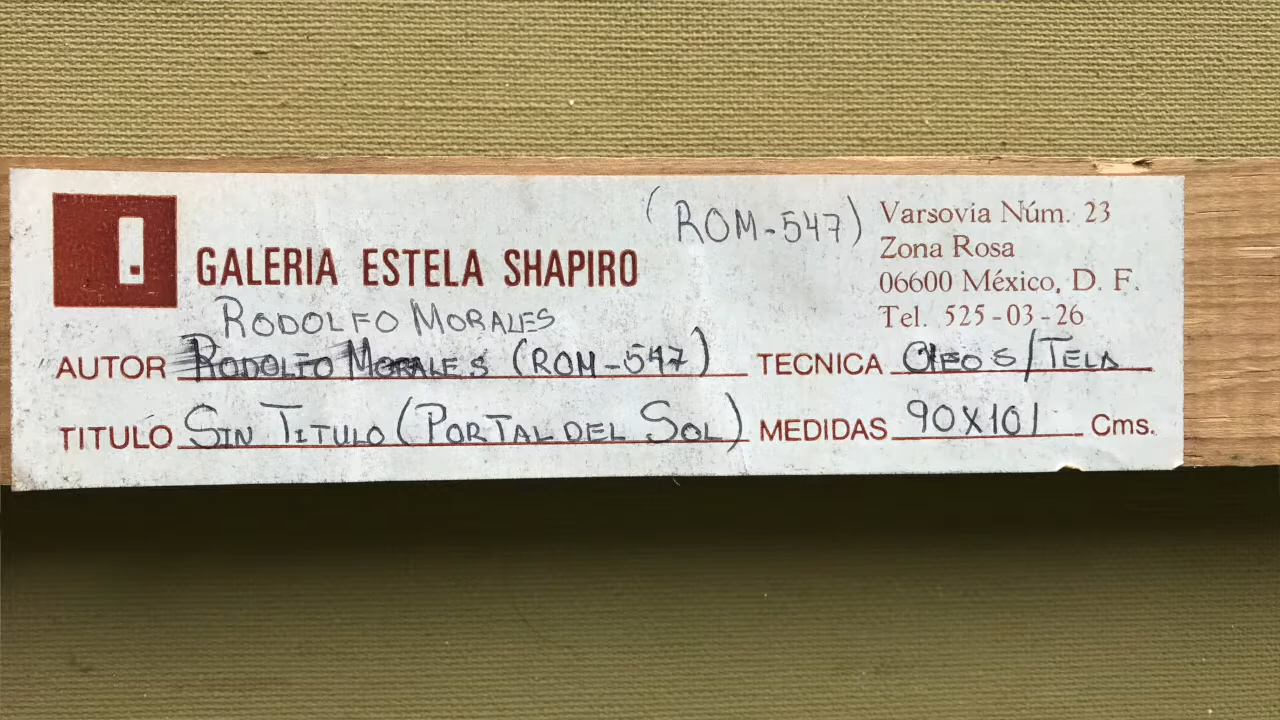 (ROM-547)
Varsovia Núm. 23
Zona Rosa
06600 México, D. F.
Tel. 525-03-26
GALERIA ESTELA SHAPIRO
RODOLFO MORALES
AUTOR RODOLFO MORALES (ROM-547) TECNICA OLEO S/TELA
TITULO SIN TITULO (PORTAL DEL SOL) MEDIDAS 90X101 Cms.